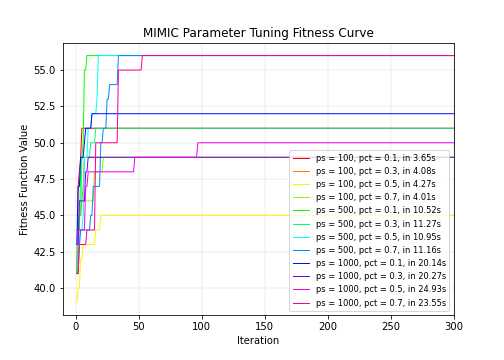 MIMIC Parameter Tuning Fitness Curve
55.0
52.5
50.0
47.5
45.0
42.5
40.0
Fitness Function Value
ps = 100, pct = 0.1, in 3.65s
ps = 100, pct = 0.3, in 4.08s
ps = 100, pct = 0.5, in 4.27s
ps = 100, pct = 0.7, in 4.01s
ps = 500, pct = 0.1, in 10.52s
ps = 500, pct = 0.3, in 11.27s
ps = 500, pct = 0.5, in 10.95s
ps = 500, pct = 0.7, in 11.16s
ps = 1000, pct = 0.1, in 20.14s
ps = 1000, pct = 0.3, in 20.27s
ps = 1000, pct = 0.5, in 24.93s
ps = 1000, pct = 0.7, in 23.55s
0 50 100 150 200 250 300
Iteration